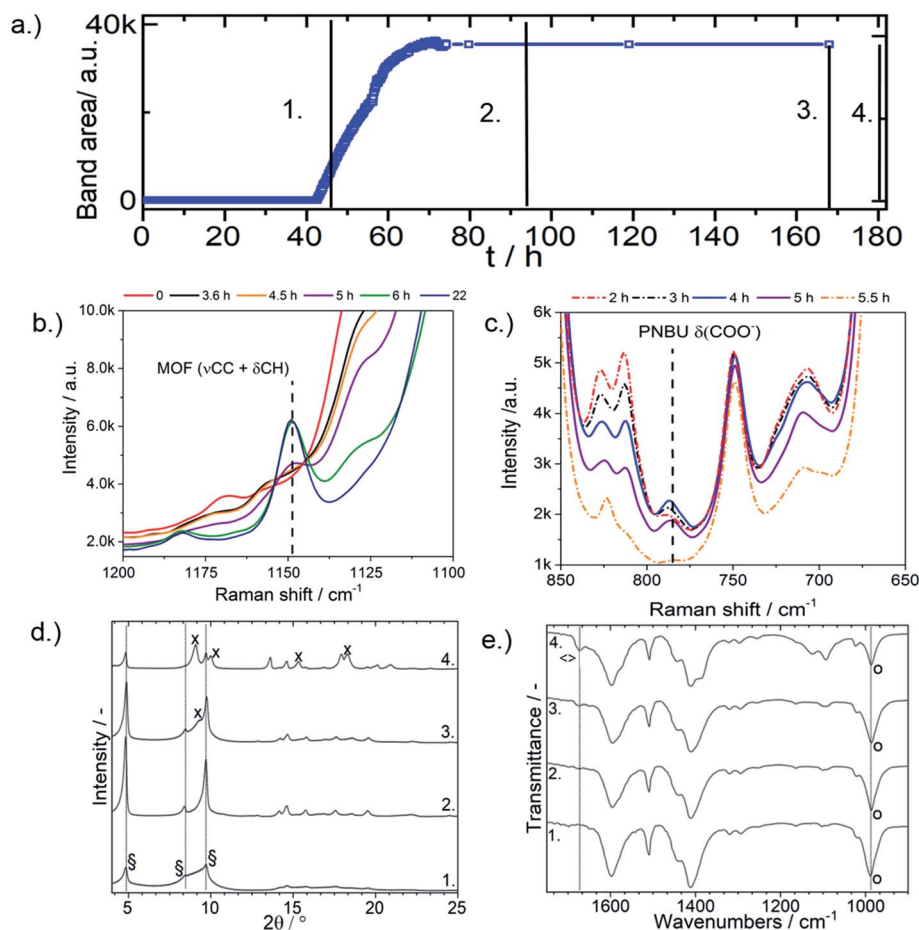 a.)
40k
Band area/ a.u.
0
1.
2.
3.
4.
0 20 40 60 80 100 120 140 160 180
t / h
0 3.6 h 4.5 h 5 h 6 h 22
b.)
10.0k
8.0k
6.0k
4.0k
2.0k
Intensity / a.u.
MOF (νCC + δCH)
1200 1175 1150 1125 1100
Raman shift / cm⁻¹
2 h 3 h 4 h 5 h 5.5 h
c.)
6k
5k
4k
3k
2k
1k
Intensity /a.u.
PNBU δ(COO⁻)
850 800 750 700 650
Raman shift / cm⁻¹
d.)
Intensity / -
x x x x
4.
x
3.
2.
§ § §
1.
5 10 15 20 25
2θ / °
e.)
Transmittance / -
4.
<>
o
3.
o
2.
o
1.
o
1600 1400 1200 1000
Wavenumbers / cm⁻¹